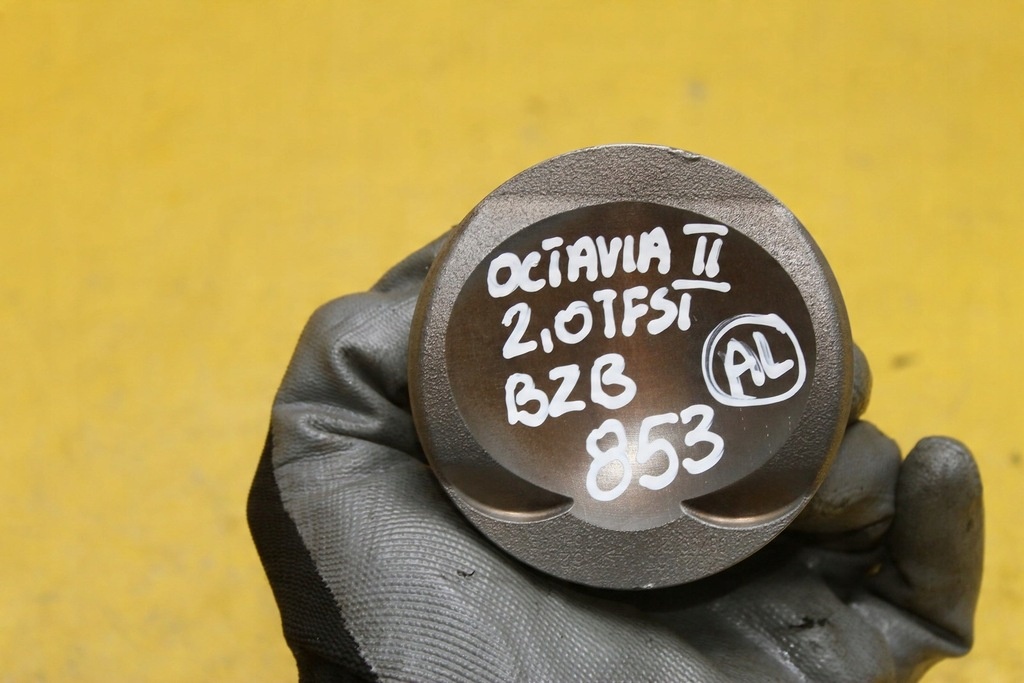 OCTAVIA II
2,0TFSI
BZB
AL
853